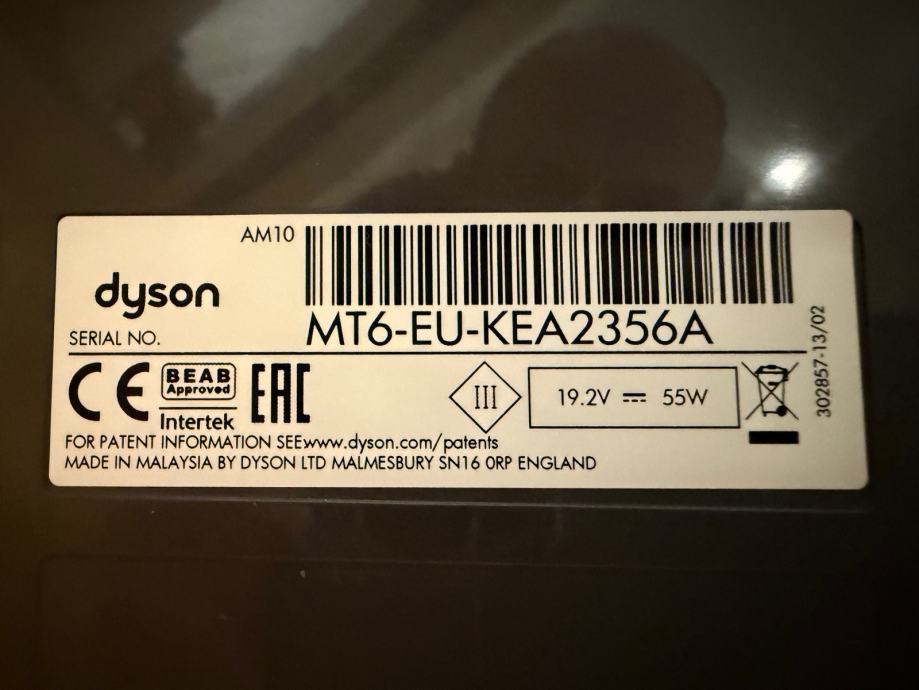 AM10
dyson
SERIAL NO. MT6-EU-KEA2356A
CE BEAB Approved Intertek EAC III 19.2V ⎓ 55W
302857-13/02
FOR PATENT INFORMATION SEEwww.dyson.com/patents
MADE IN MALAYSIA BY DYSON LTD MALMESBURY SN16 0RP ENGLAND